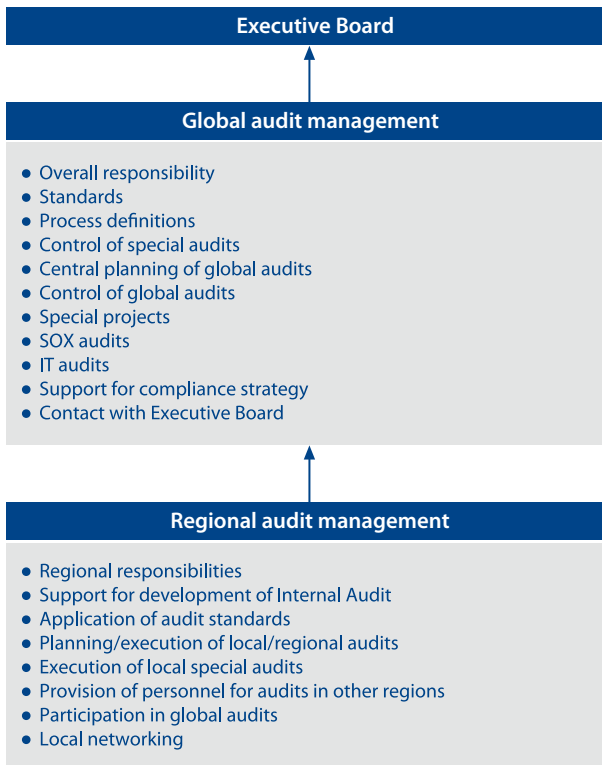 Executive Board
Global audit management
• Overall responsibility
• Standards
• Process definitions
• Control of special audits
• Central planning of global audits
• Control of global audits
• Special projects
• SOX audits
• IT audits
• Support for compliance strategy
• Contact with Executive Board
Regional audit management
• Regional responsibilities
• Support for development of Internal Audit
• Application of audit standards
• Planning/execution of local/regional audits
• Execution of local special audits
• Provision of personnel for audits in other regions
• Participation in global audits
• Local networking